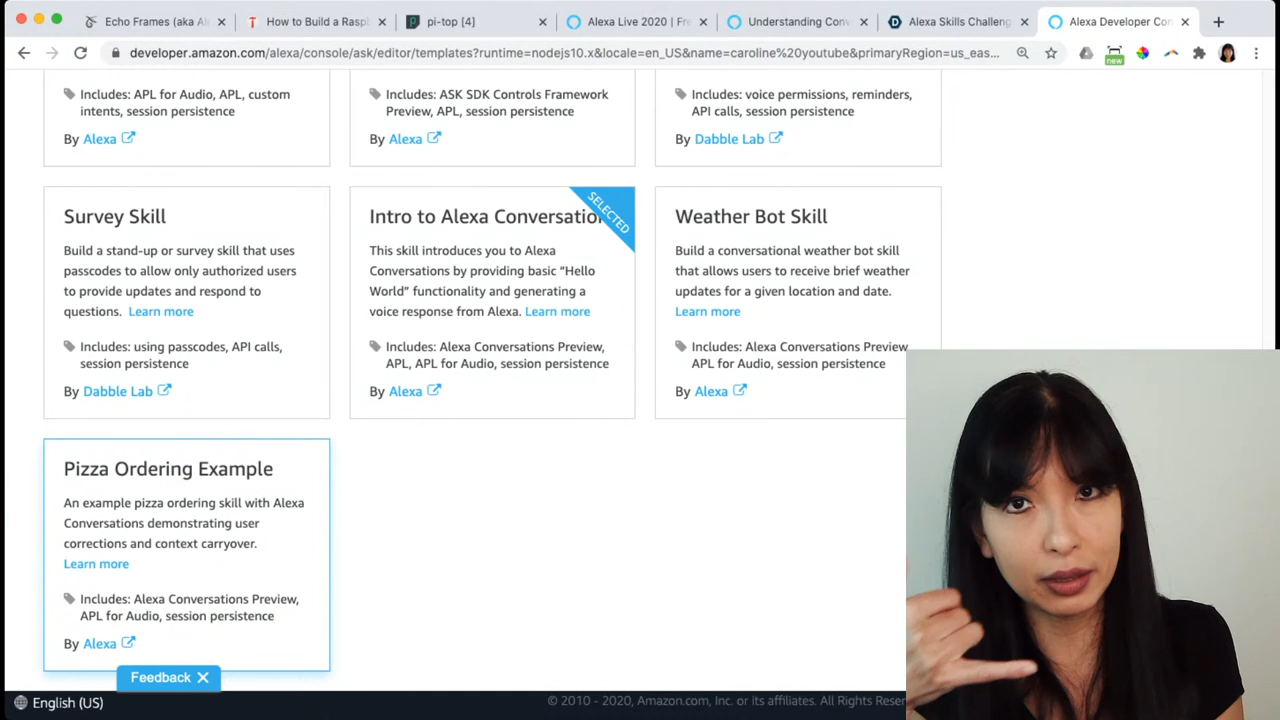 Echo Frames (aka Al
How to Build a Raspb
pi-top [4]
Alexa Live 2020 | Fre
Understanding Conv
Alexa Skills Challeng
Alexa Developer Con
developer.amazon.com/alexa/console/ask/editor/templates?runtime=nodejs10.x&locale=en_US&name=caroline%20youtube&primaryRegion=us_eas...
new
Includes: APL for Audio, APL, custom
intents, session persistence
By Alexa
Includes: ASK SDK Controls Framework
Preview, APL, session persistence
By Alexa
Includes: voice permissions, reminders,
API calls, session persistence
By Dabble Lab
Survey Skill
Build a stand-up or survey skill that uses
passcodes to allow only authorized users
to provide updates and respond to
questions. Learn more
Includes: using passcodes, API calls,
session persistence
By Dabble Lab
SELECTED
Intro to Alexa Conversation
This skill introduces you to Alexa
Conversations by providing basic “Hello
World” functionality and generating a
voice response from Alexa. Learn more
Includes: Alexa Conversations Preview,
APL, APL for Audio, session persistence
By Alexa
Weather Bot Skill
Build a conversational weather bot skill
that allows users to receive brief weather
updates for a given location and date.
Learn more
Includes: Alexa Conversations Preview,
APL for Audio, session persistence
By Alexa
Pizza Ordering Example
An example pizza ordering skill with Alexa
Conversations demonstrating user
corrections and context carryover.
Learn more
Includes: Alexa Conversations Preview,
APL for Audio, session persistence
By Alexa
Feedback
English (US)
© 2010 - 2020, Amazon.com, Inc. or its affiliates. All Rights Reser